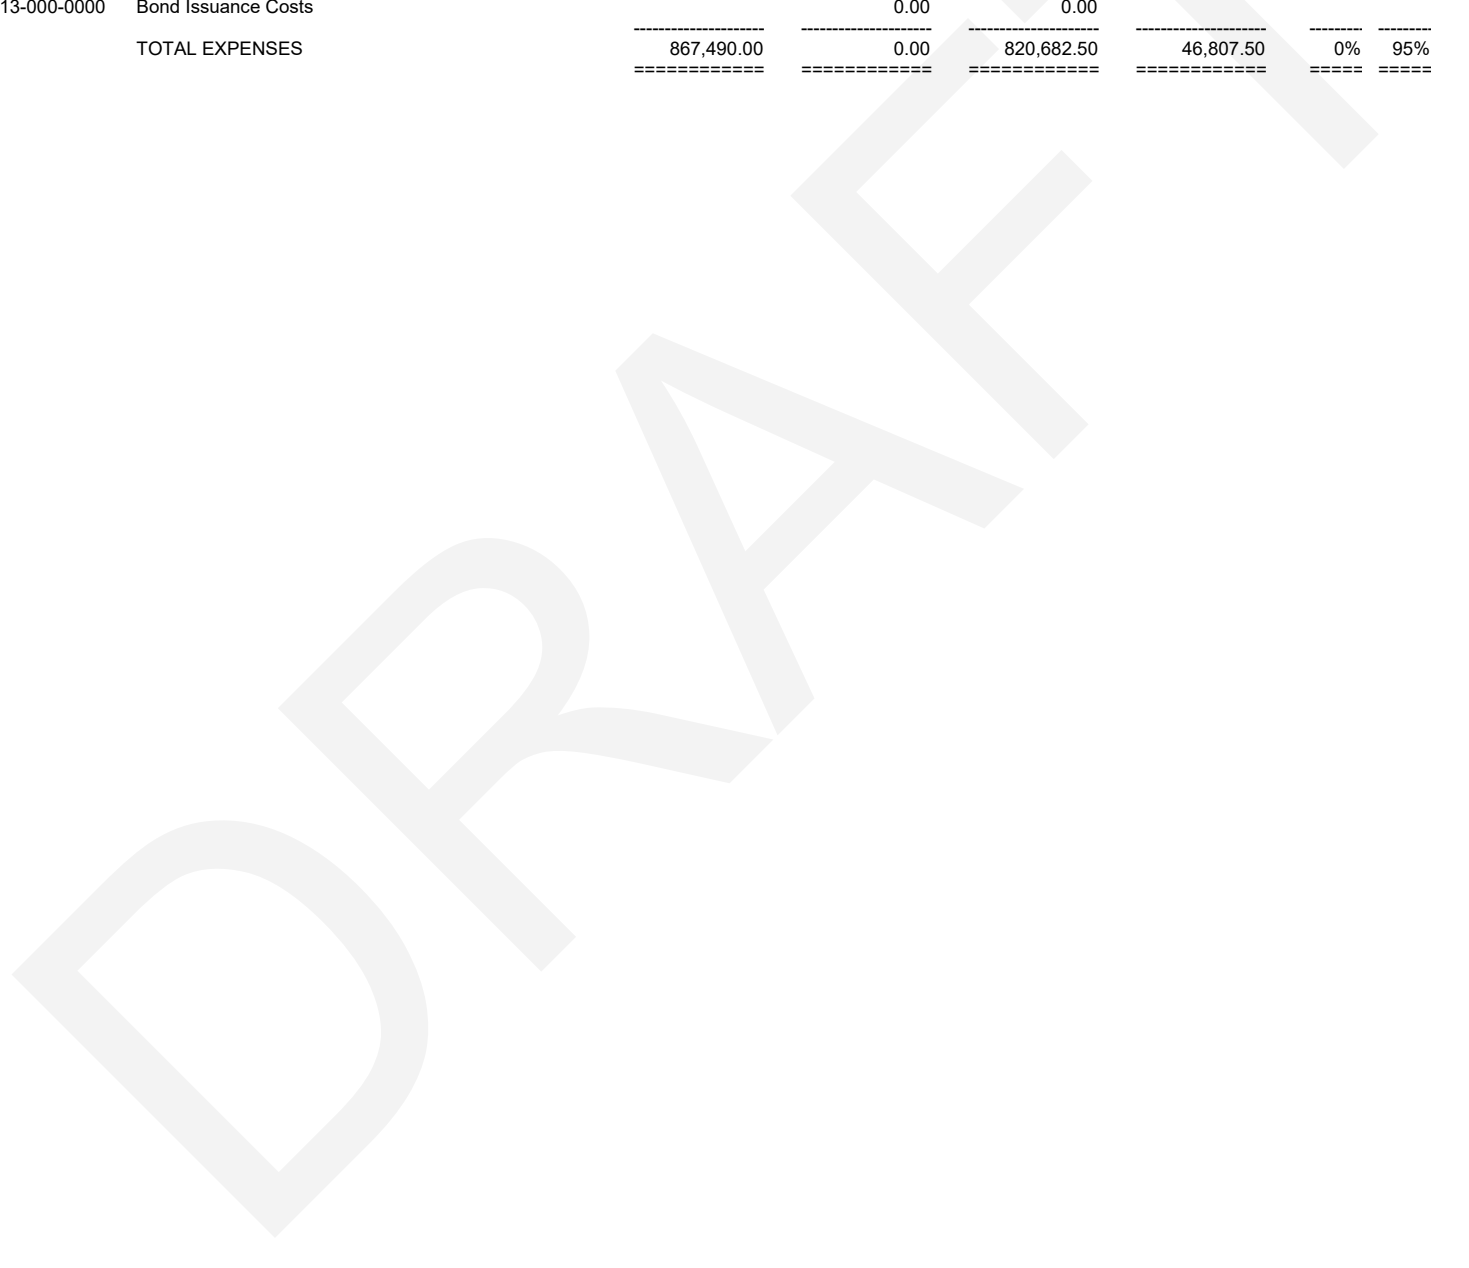 13-000-0000 Bond Issuance Costs 0.00 0.00
--------------------- --------------------- --------------------- --------------------- --------- ---------
TOTAL EXPENSES 867,490.00 0.00 820,682.50 46,807.50 0% 95%
============ ============ ============ ============ ===== =====
DRAFT